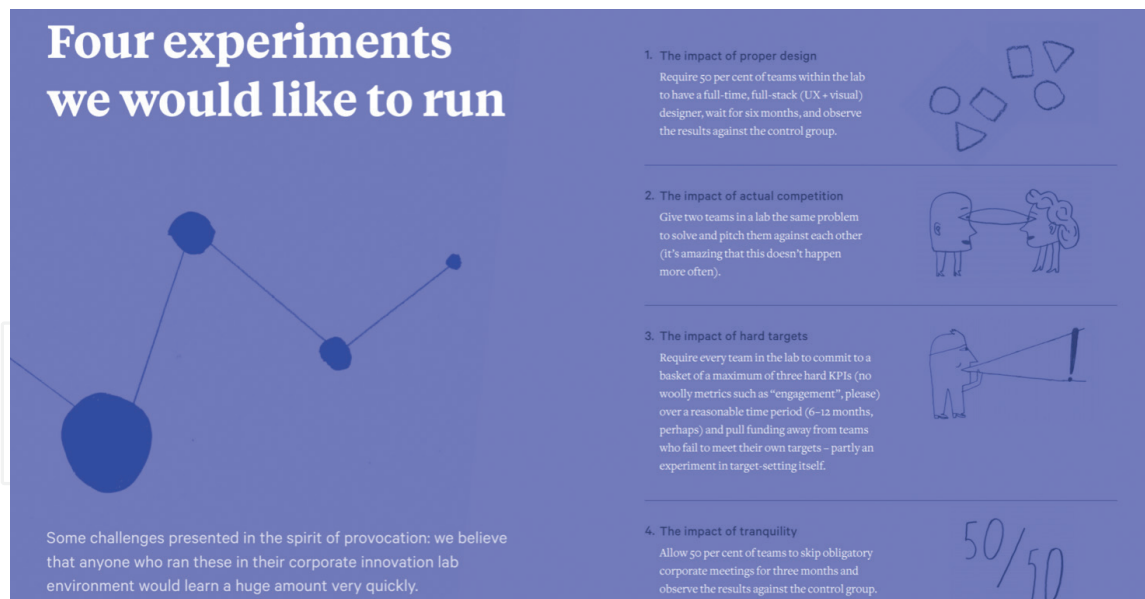 Four experiments
we would like to run
Some challenges presented in the spirit of provocation: we believe
that anyone who ran these in their corporate innovation lab
environment would learn a huge amount very quickly.
1. The impact of proper design
Require 50 per cent of teams within the lab
to have a full-time, full-stack (UX + visual)
designer, wait for six months, and observe
the results against the control group.
2. The impact of actual competition
Give two teams in a lab the same problem
to solve and pitch them against each other
(it’s amazing that this doesn’t happen
more often).
3. The impact of hard targets
Require every team in the lab to commit to a
basket of a maximum of three hard KPIs (no
woolly metrics such as “engagement”, please)
over a reasonable time period (6–12 months,
perhaps) and pull funding away from teams
who fail to meet their own targets – partly an
experiment in target-setting itself.
!
4. The impact of tranquility
Allow 50 per cent of teams to skip obligatory
corporate meetings for three months and
observe the results against the control group.
50/50